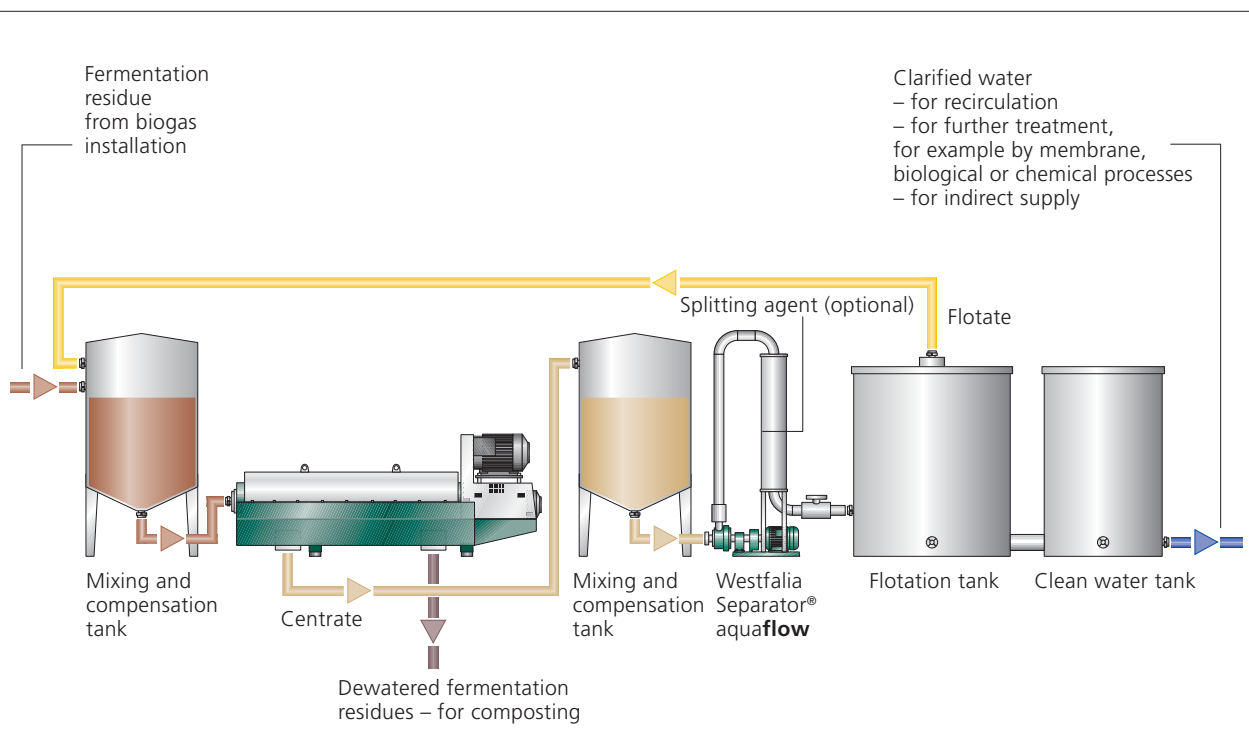 Fermentation
residue
from biogas
installation
Clarified water
– for recirculation
– for further treatment,
for example by membrane,
biological or chemical processes
– for indirect supply
Splitting agent (optional)
Flotate
Mixing and
compensation
tank
Centrate
Mixing and
compensation
tank
Westfalia
Separator®
aquaflow
Flotation tank
Clean water tank
Dewatered fermentation
residues – for composting